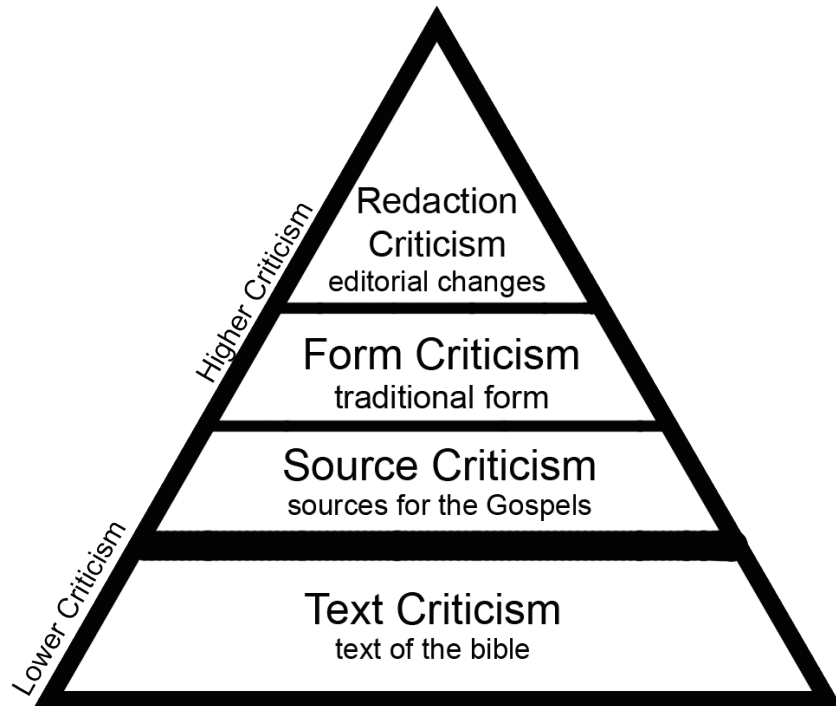 Redaction
Criticism
editorial changes
Higher Criticism
Form Criticism
traditional form
Source Criticism
sources for the Gospels
Lower Criticism
Text Criticism
text of the bible